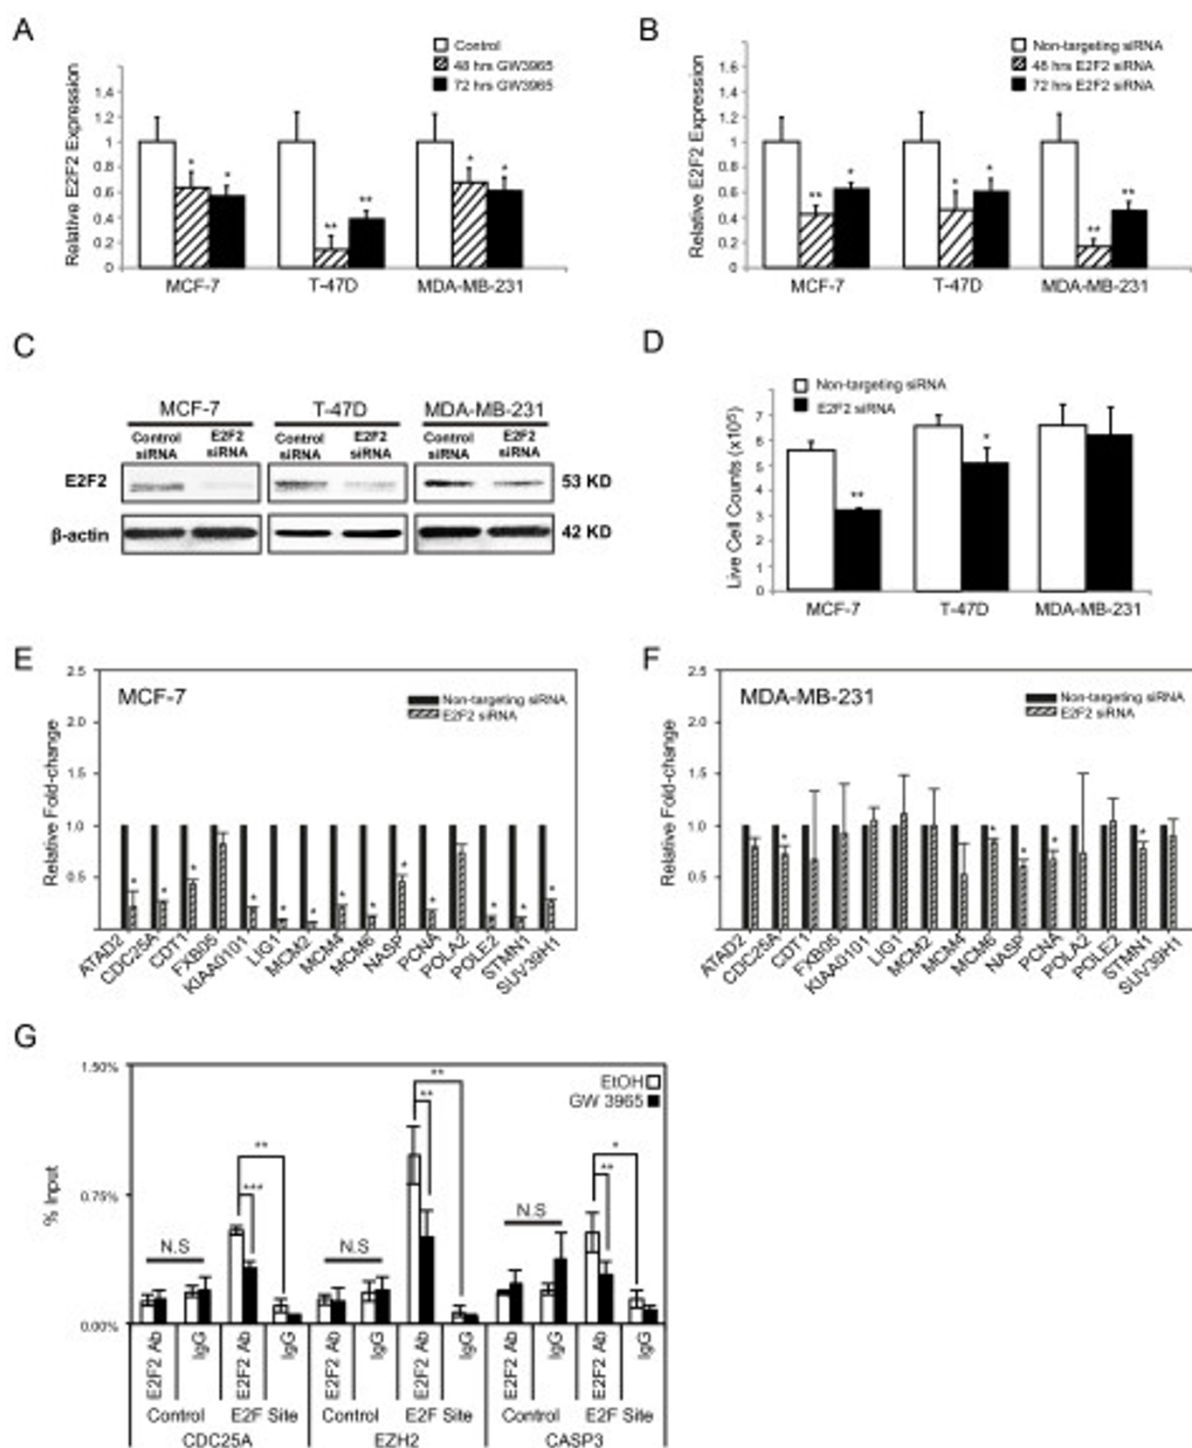 A
Control
48 hrs GW3965
72 hrs GW3965
Relative E2F2 Expression
1.4
1.2
1
0.8
0.6
0.4
0.2
0
* * ** ** * *
MCF-7 T-47D MDA-MB-231
B
Non-targeting siRNA
48 hrs E2F2 siRNA
72 hrs E2F2 siRNA
Relative E2F2 Expression
1.6
1.4
1.2
1
0.8
0.6
0.4
0.2
0
** * * * ** **
MCF-7 T-47D MDA-MB-231
C
MCF-7 T-47D MDA-MB-231
Control siRNA E2F2 siRNA Control siRNA E2F2 siRNA Control siRNA E2F2 siRNA
E2F2 53 KD
β-actin 42 KD
D
Non-targeting siRNA
E2F2 siRNA
Live Cell Counts (x10⁵)
7
6
5
4
3
2
1
0
** *
MCF-7 T-47D MDA-MB-231
E
MCF-7
Non-targeting siRNA
E2F2 siRNA
Relative Fold-change
2.5
2.0
1.5
1.0
0.5
* * * * * * * * * * * * *
ATAD2 CDC25A CDT1 FXB05 KIAA0101 LIG1 MCM2 MCM4 MCM6 NASP PCNA POLA2 POLE2 STMN1 SUV39H1
F
MDA-MB-231
Non-targeting siRNA
E2F2 siRNA
Relative Fold-change
2.5
2.0
1.5
1.0
0.5
* * * * *
ATAD2 CDC25A CDT1 FXB05 KIAA0101 LIG1 MCM2 MCM4 MCM6 NASP PCNA POLA2 POLE2 STMN1 SUV39H1
G
EtOH
GW 3965
% Input
1.50%
0.75%
0.00%
N.S ** *** N.S ** ** N.S * **
E2F2 Ab IgG E2F2 Ab IgG E2F2 Ab IgG E2F2 Ab IgG E2F2 Ab IgG E2F2 Ab IgG
Control E2F Site Control E2F Site Control E2F Site
CDC25A EZH2 CASP3